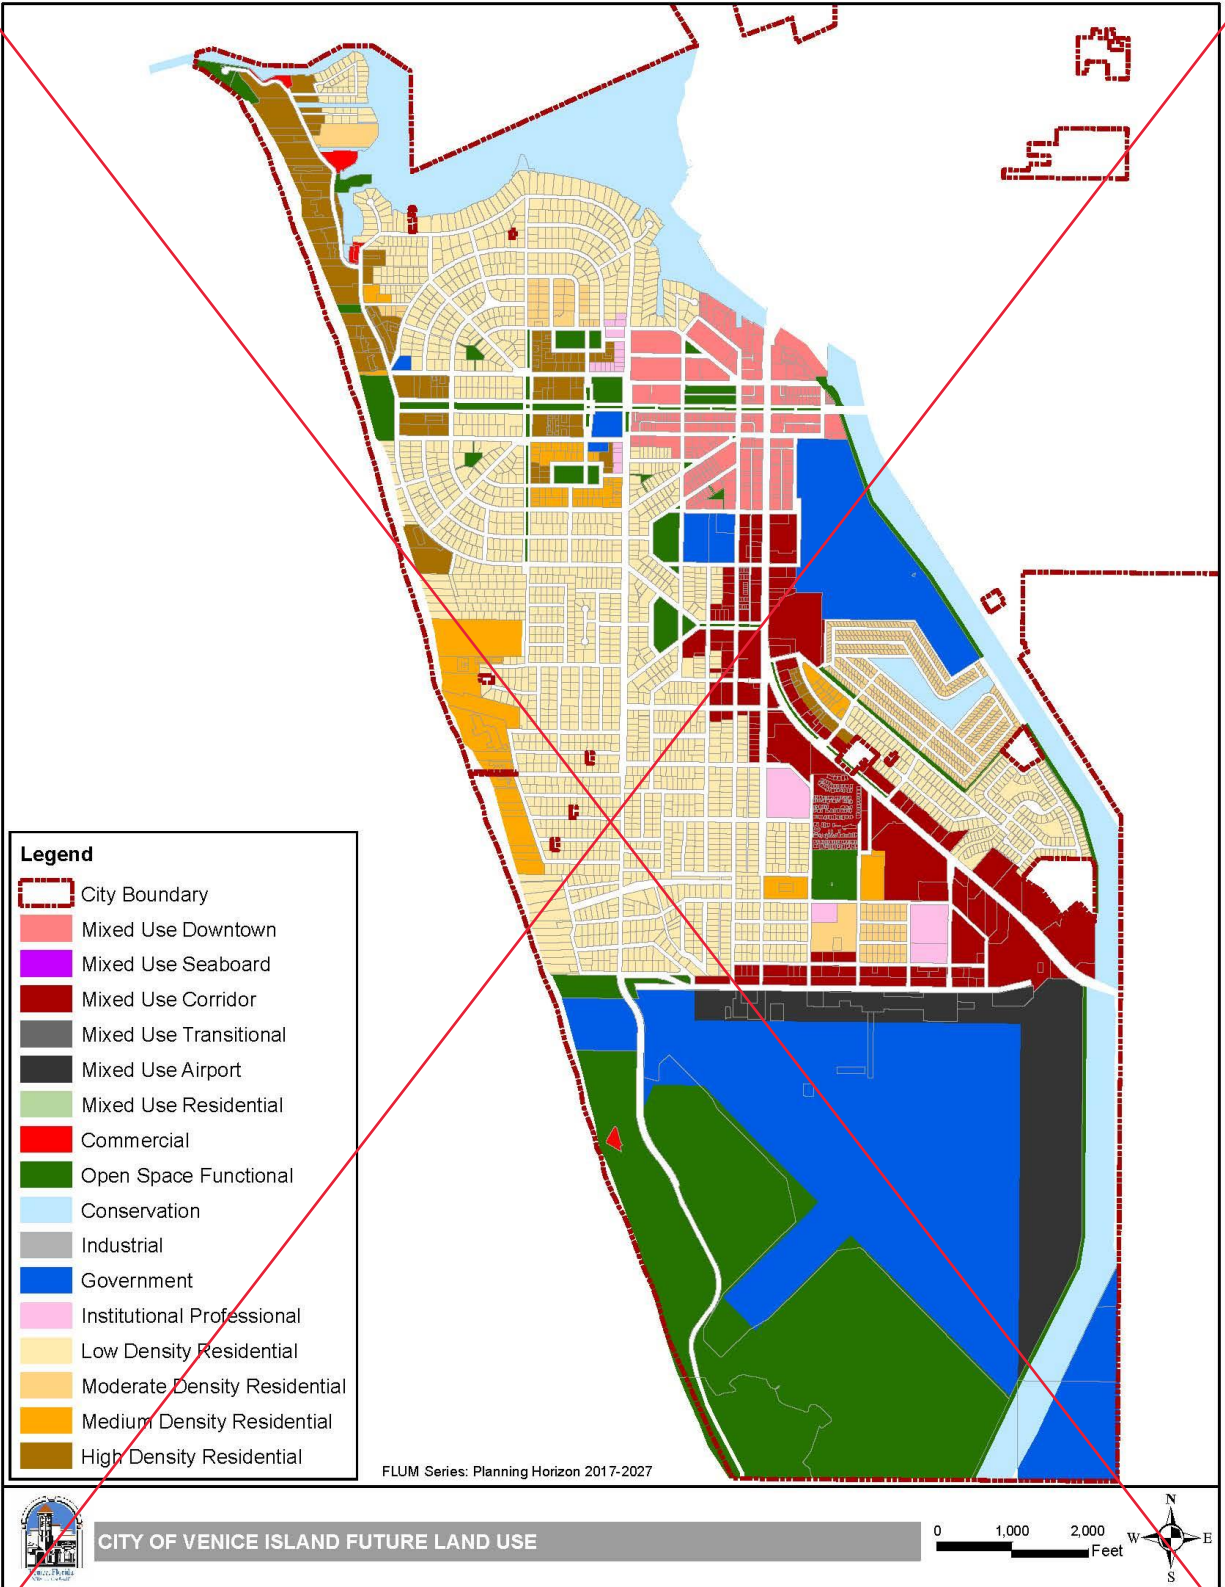 Legend
City Boundary
Mixed Use Downtown
Mixed Use Seaboard
Mixed Use Corridor
Mixed Use Transitional
Mixed Use Airport
Mixed Use Residential
Commercial
Open Space Functional
Conservation
Industrial
Government
Institutional Professional
Low Density Residential
Moderate Density Residential
Medium Density Residential
High Density Residential
FLUM Series: Planning Horizon 2017-2027
Venice, Florida
CITY OF VENICE ISLAND FUTURE LAND USE
0 1,000 2,000
Feet
N
W E
S